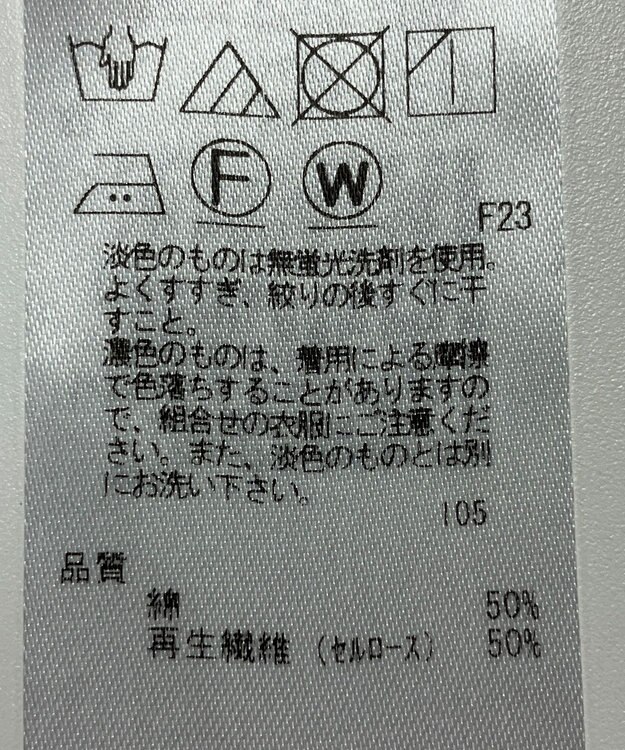 F
W
F23
淡色のものは無蛍光洗剤を使用。
よくすすぎ、絞りの後すぐに干
すこと。
濃色のものは、着用による摩擦
で色落ちすることがありますの
で、組合せの衣服にご注意くだ
さい。また、淡色のものとは別
にお洗い下さい。
105
品質
綿 50%
再生繊維 (セルロース) 50%